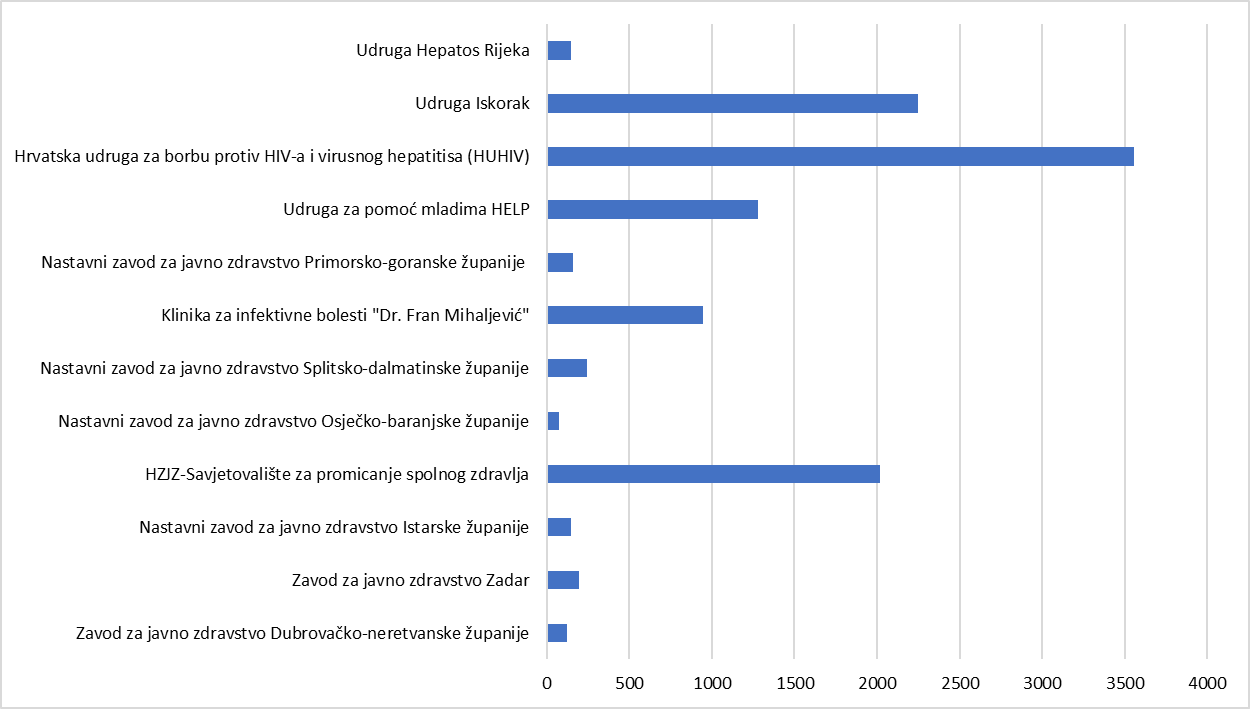 Udruga Hepatos Rijeka
Udruga Iskorak
Hrvatska udruga za borbu protiv HIV-a i virusnog hepatitisa (HUHIV)
Udruga za pomoć mladima HELP
Nastavni zavod za javno zdravstvo Primorsko-goranske županije
Klinika za infektivne bolesti "Dr. Fran Mihaljević"
Nastavni zavod za javno zdravstvo Splitsko-dalmatinske županije
Nastavni zavod za javno zdravstvo Osječko-baranjske županije
HZJZ-Savjetovalište za promicanje spolnog zdravlja
Nastavni zavod za javno zdravstvo Istarske županije
Zavod za javno zdravstvo Zadar
Zavod za javno zdravstvo Dubrovačko-neretvanske županije
0 500 1000 1500 2000 2500 3000 3500 4000